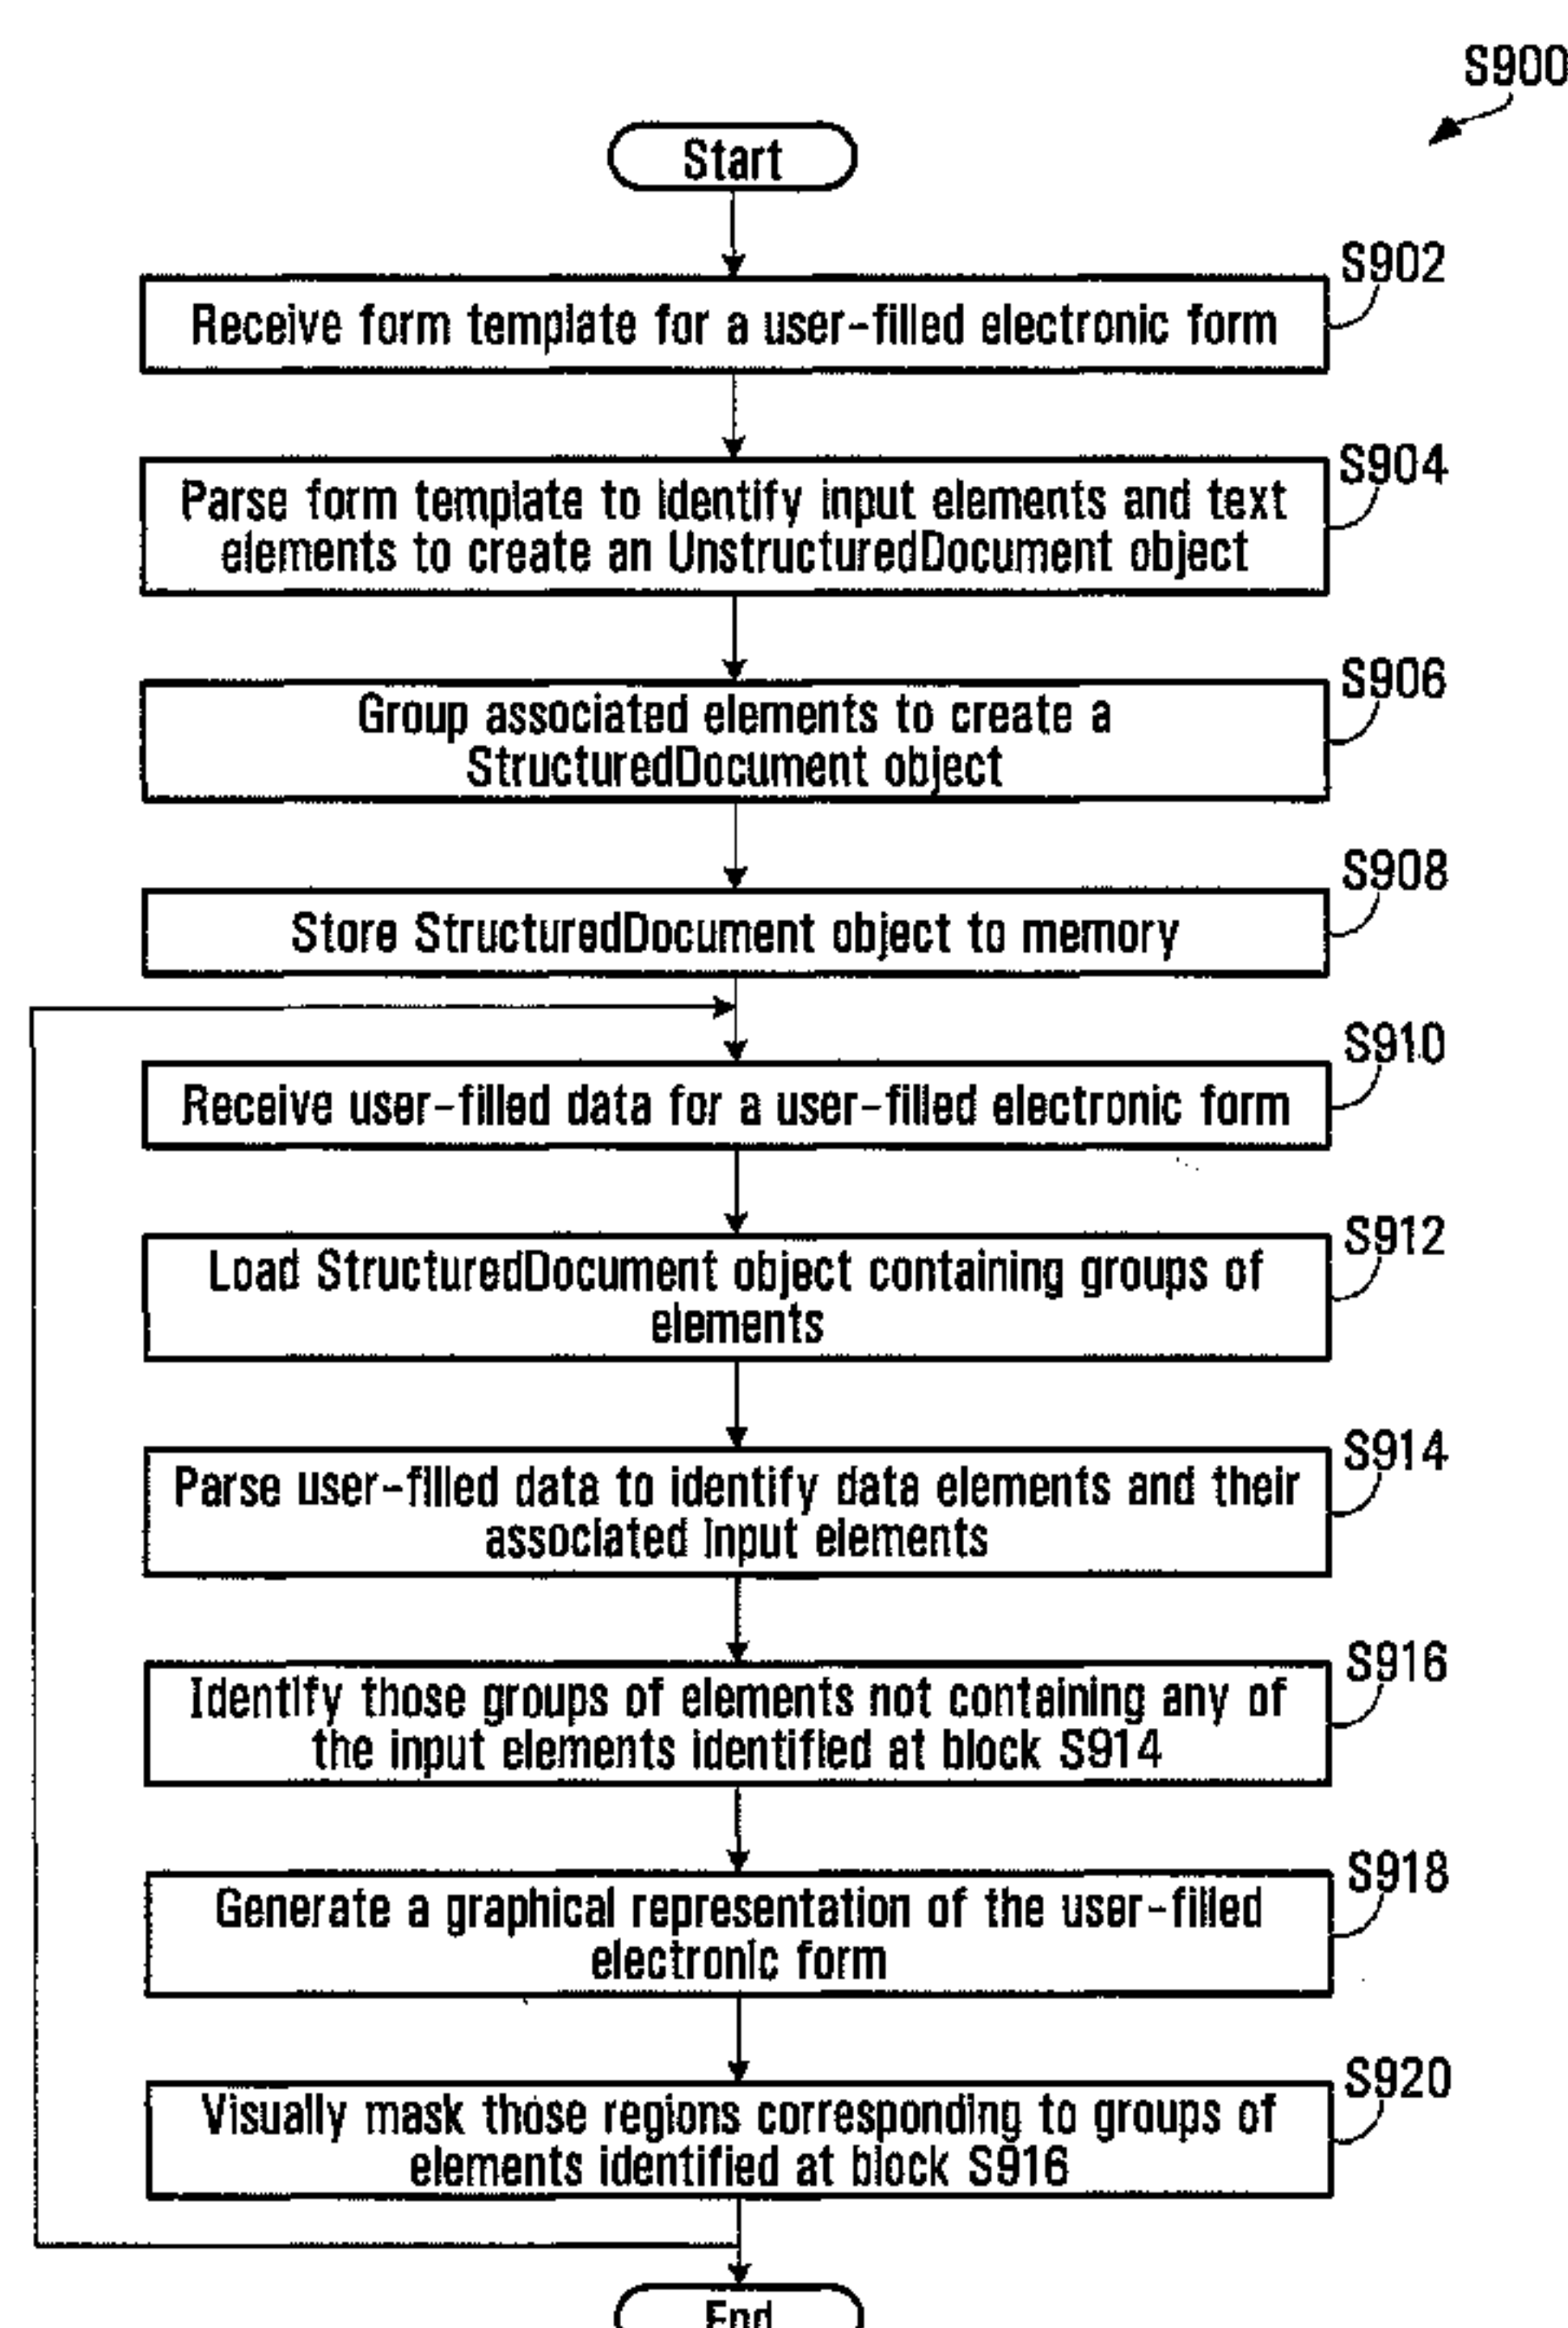 S900
Start
S902
Receive form template for a user-filled electronic form
S904
Parse form template to identify input elements and text
elements to create an UnstructuredDocument object
S906
Group associated elements to create a
StructuredDocument object
S908
Store StructuredDocument object to memory
S910
Receive user-filled data for a user-filled electronic form
S912
Load StructuredDocument object containing groups of
elements
S914
Parse user-filled data to identify data elements and their
associated input elements
S916
Identify those groups of elements not containing any of
the input elements identified at block S914
S918
Generate a graphical representation of the user-filled
electronic form
S920
Visually mask those regions corresponding to groups of
elements identified at block S916
End